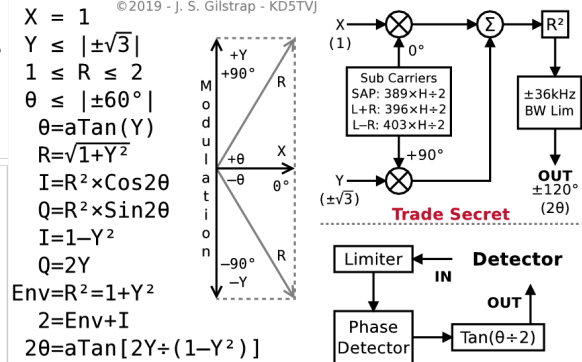 ©2019 - J. S. Gilstrap - KD5TVJ
X = 1
Y ≤ |±√3|
1 ≤ R ≤ 2
θ ≤ |±60°|
θ=aTan(Y)
R=√1+Y²
I=R²×Cos2θ
Q=R²×Sin2θ
I=1–Y²
Q=2Y
Env=R²=1+Y²
2=Env+I
2θ=aTan[2Y÷(1–Y²)]
Modulation
+Y
+90°
R
+θ
X
–θ
0°
R
–90°
–Y
X
(1)
Σ
R²
0°
Sub Carriers
SAP: 389×H÷2
L+R: 396×H÷2
L–R: 403×H÷2
±36kHz
BW Lim
+90°
Y
(±√3)
OUT
±120°
(2θ)
Trade Secret
Limiter
IN
Detector
OUT
Phase
Detector
Tan(θ÷2)